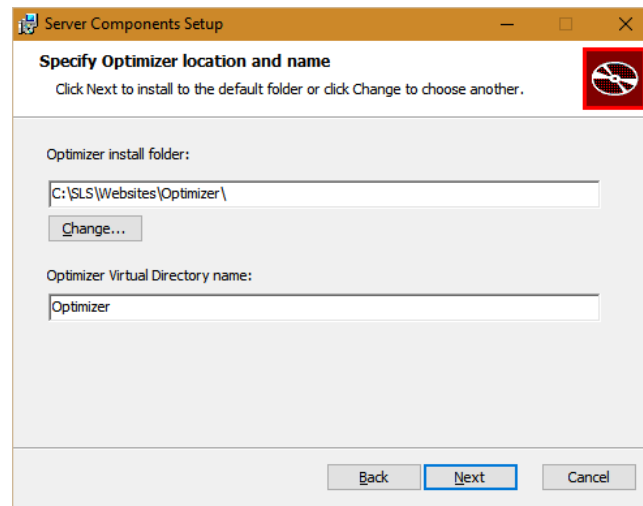 Server Components Setup
Specify Optimizer location and name
Click Next to install to the default folder or click Change to choose another.
Optimizer install folder:
C:\SLS\Websites\Optimizer\
Change...
Optimizer Virtual Directory name:
Optimizer
Back Next Cancel